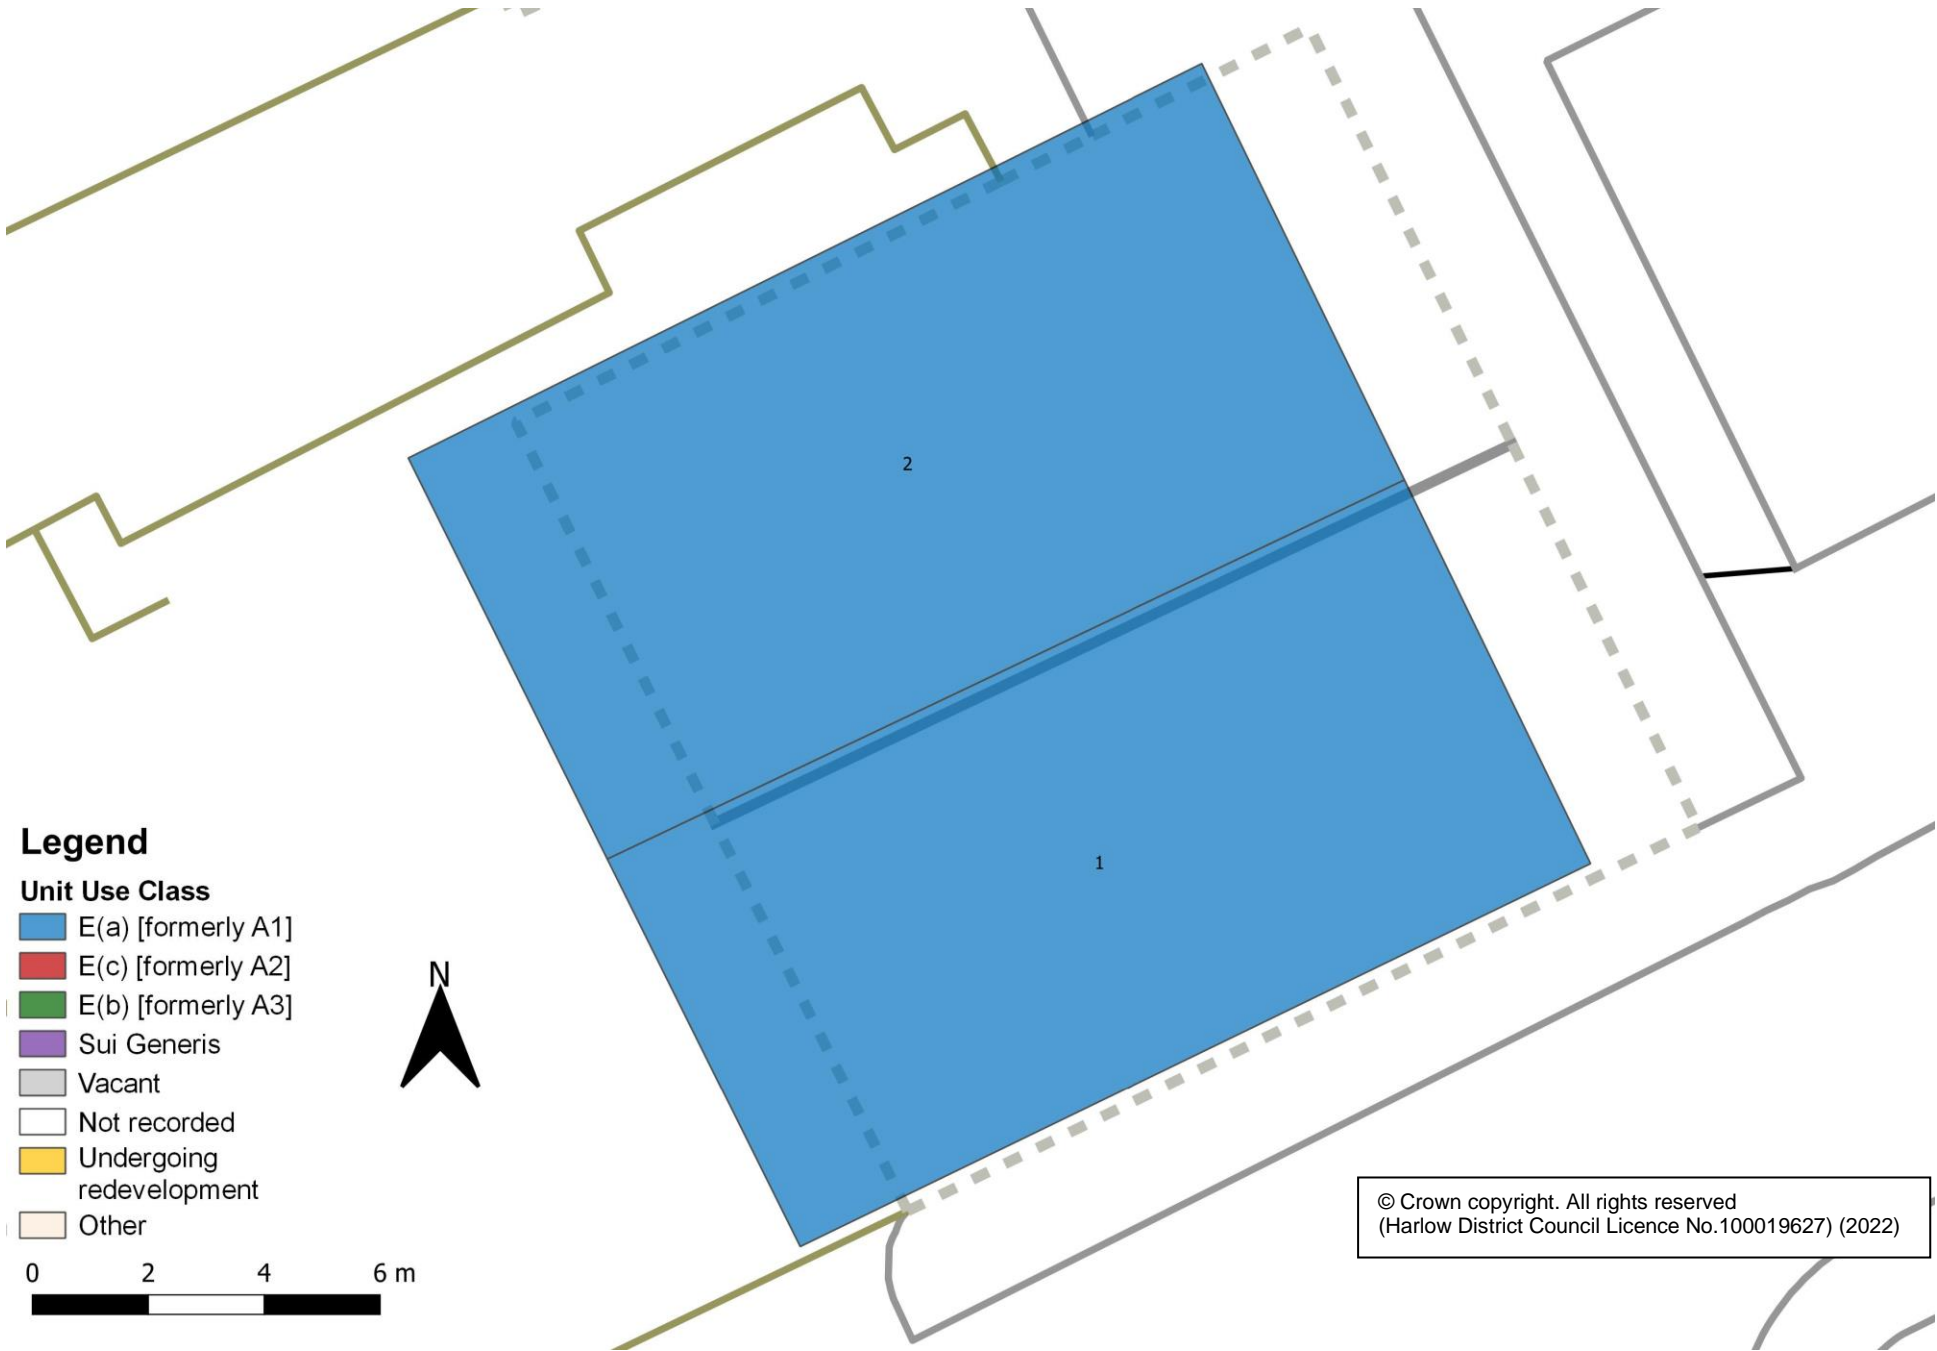 2
1
Legend
Unit Use Class
E(a) [formerly A1]
E(c) [formerly A2]
E(b) [formerly A3]
Sui Generis
Vacant
Not recorded
Undergoing
redevelopment
Other
0 2 4 6 m
N
© Crown copyright. All rights reserved
(Harlow District Council Licence No.100019627) (2022)